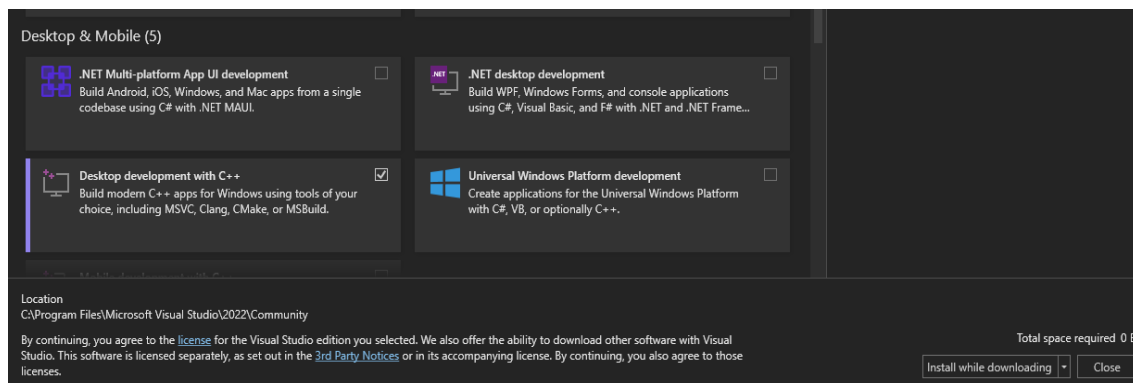 Desktop & Mobile (5)
.NET Multi-platform App UI development
Build Android, iOS, Windows, and Mac apps from a single
codebase using C# with .NET MAUI.
.NET
.NET desktop development
Build WPF, Windows Forms, and console applications
using C#, Visual Basic, and F# with .NET and .NET Frame...
Desktop development with C++
Build modern C++ apps for Windows using tools of your
choice, including MSVC, Clang, CMake, or MSBuild.
Universal Windows Platform development
Create applications for the Universal Windows Platform
with C#, VB, or optionally C++.
Mobile development with C++
Location
C:\Program Files\Microsoft Visual Studio\2022\Community
By continuing, you agree to the license for the Visual Studio edition you selected. We also offer the ability to download other software with Visual
Studio. This software is licensed separately, as set out in the 3rd Party Notices or in its accompanying license. By continuing, you also agree to those
licenses.
Total space required 0
Install while downloading
Close